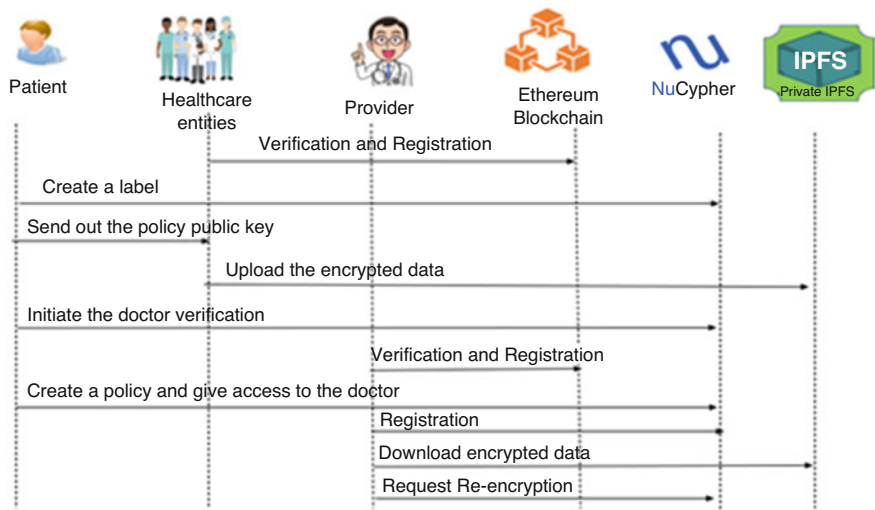 Patient
Healthcare
entities
Provider
Ethereum
Blockchain
nu
NuCypher
IPFS
Private IPFS
Verification and Registration
Create a label
Send out the policy public key
Upload the encrypted data
Initiate the doctor verification
Verification and Registration
Create a policy and give access to the doctor
Registration
Download encrypted data
Request Re-encryption